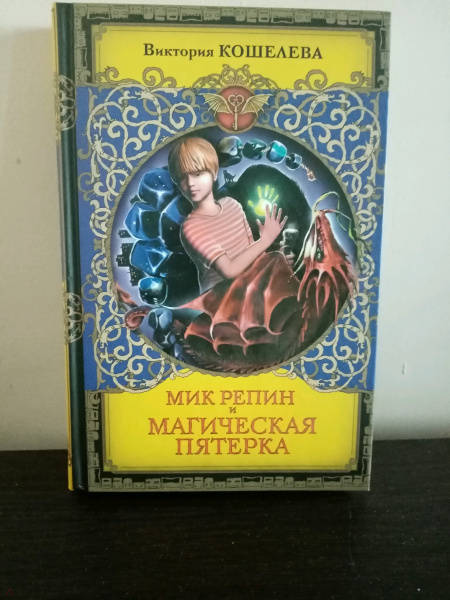 Виктория КОШЕЛЕВА
МИК РЕПИН
и
МАГИЧЕСКАЯ
ПЯТЕРКА